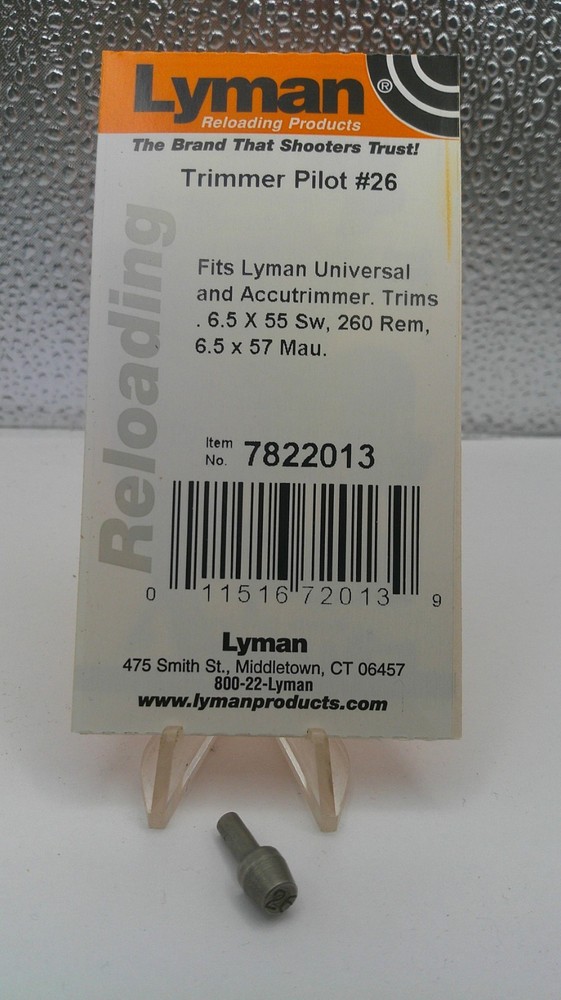 Lyman®
Reloading Products
The Brand That Shooters Trust!
Trimmer Pilot #26
Reloading
Fits Lyman Universal
and Accutrimmer. Trims
. 6.5 X 55 Sw, 260 Rem,
6.5 x 57 Mau.
Item No. 7822013
0 11516 72013 9
Lyman
475 Smith St., Middletown, CT 06457
800-22-Lyman
www.lymanproducts.com
26